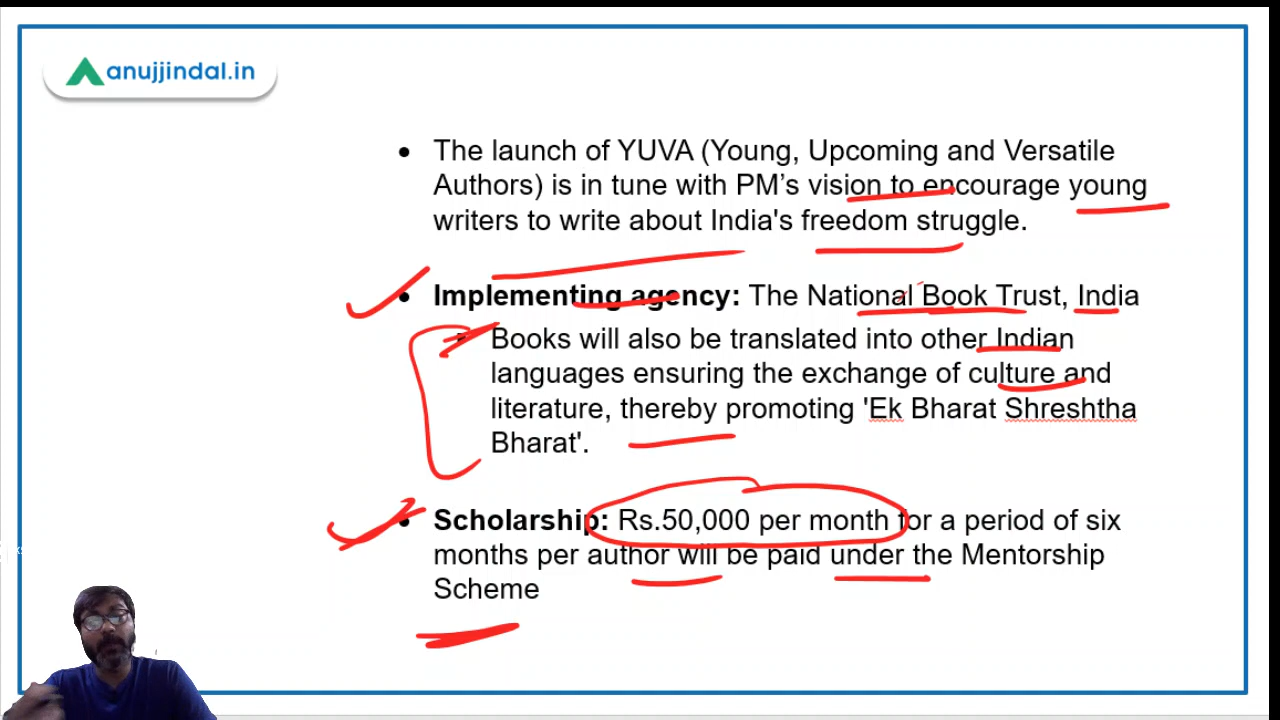 anujjindal.in
• The launch of YUVA (Young, Upcoming and Versatile
Authors) is in tune with PM's vision to encourage young
writers to write about India's freedom struggle.
• Implementing agency: The National Book Trust, India
Books will also be translated into other Indian
languages ensuring the exchange of culture and
literature, thereby promoting 'Ek Bharat Shreshtha
Bharat'.
• Scholarship: Rs.50,000 per month for a period of six
months per author will be paid under the Mentorship
Scheme